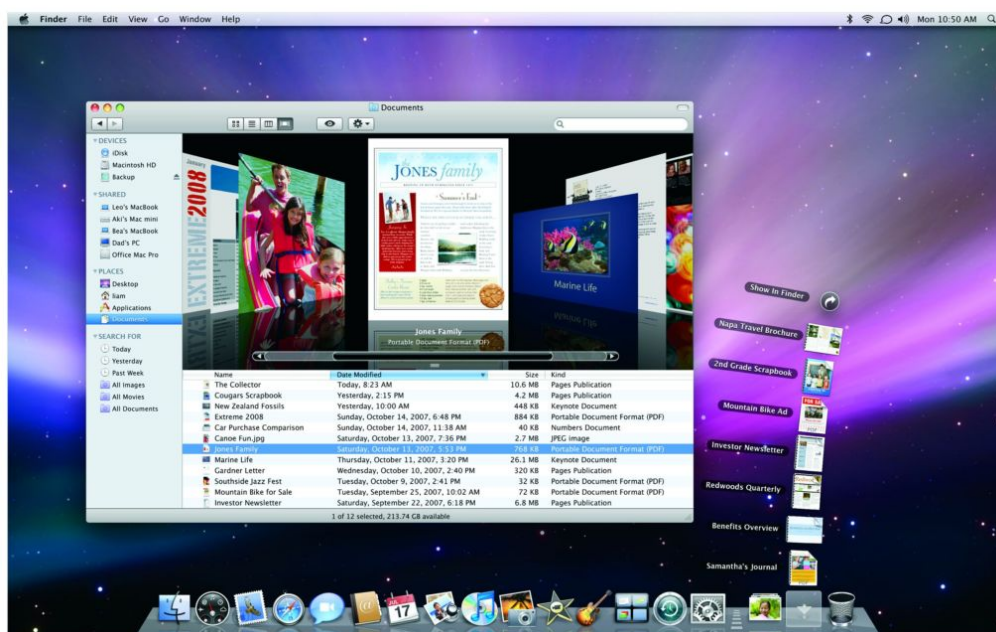 Finder File Edit View Go Window Help
Mon 10:50 AM
Documents
DEVICES
iDisk
Macintosh HD
Backup
SHARED
Leo's MacBook
Aki's Mac mini
Bea's MacBook
Dad's PC
Office Mac Pro
PLACES
Desktop
liam
Applications
Documents
SEARCH FOR
Today
Yesterday
Past Week
All Images
All Movies
All Documents
January
EXTREME2008
the
JONES family
Summer's End
Marine Life
Jones Family
Portable Document Format (PDF)
Name Date Modified Size Kind
The Collector Today, 8:23 AM 10.6 MB Pages Publication
Cougars Scrapbook Yesterday, 2:15 PM 4.2 MB Pages Publication
New Zealand Fossils Yesterday, 10:00 AM 448 KB Keynote Document
Extreme 2008 Sunday, October 14, 2007, 6:48 PM 884 KB Portable Document Format (PDF)
Car Purchase Comparison Sunday, October 14, 2007, 11:38 AM 40 KB Numbers Document
Canoe Fun.jpg Saturday, October 13, 2007, 7:36 PM 2.7 MB JPEG image
Jones Family Saturday, October 13, 2007, 5:53 PM 768 KB Portable Document Format (PDF)
Marine Life Thursday, October 11, 2007, 3:20 PM 26.1 MB Keynote Document
Gardner Letter Wednesday, October 10, 2007, 2:40 PM 320 KB Pages Publication
Southside Jazz Fest Tuesday, October 9, 2007, 2:41 PM 32 KB Portable Document Format (PDF)
Mountain Bike for Sale Tuesday, September 25, 2007, 10:02 AM 72 KB Portable Document Format (PDF)
Investor Newsletter Saturday, September 22, 2007, 6:18 PM 6.8 MB Pages Publication
1 of 12 selected, 213.74 GB available
Show In Finder
Napa Travel Brochure
2nd Grade Scrapbook
Mountain Bike Ad
FOR SALE
PDF
Investor Newsletter
Redwoods Quarterly
Benefits Overview
Samantha's Journal
JUL
17